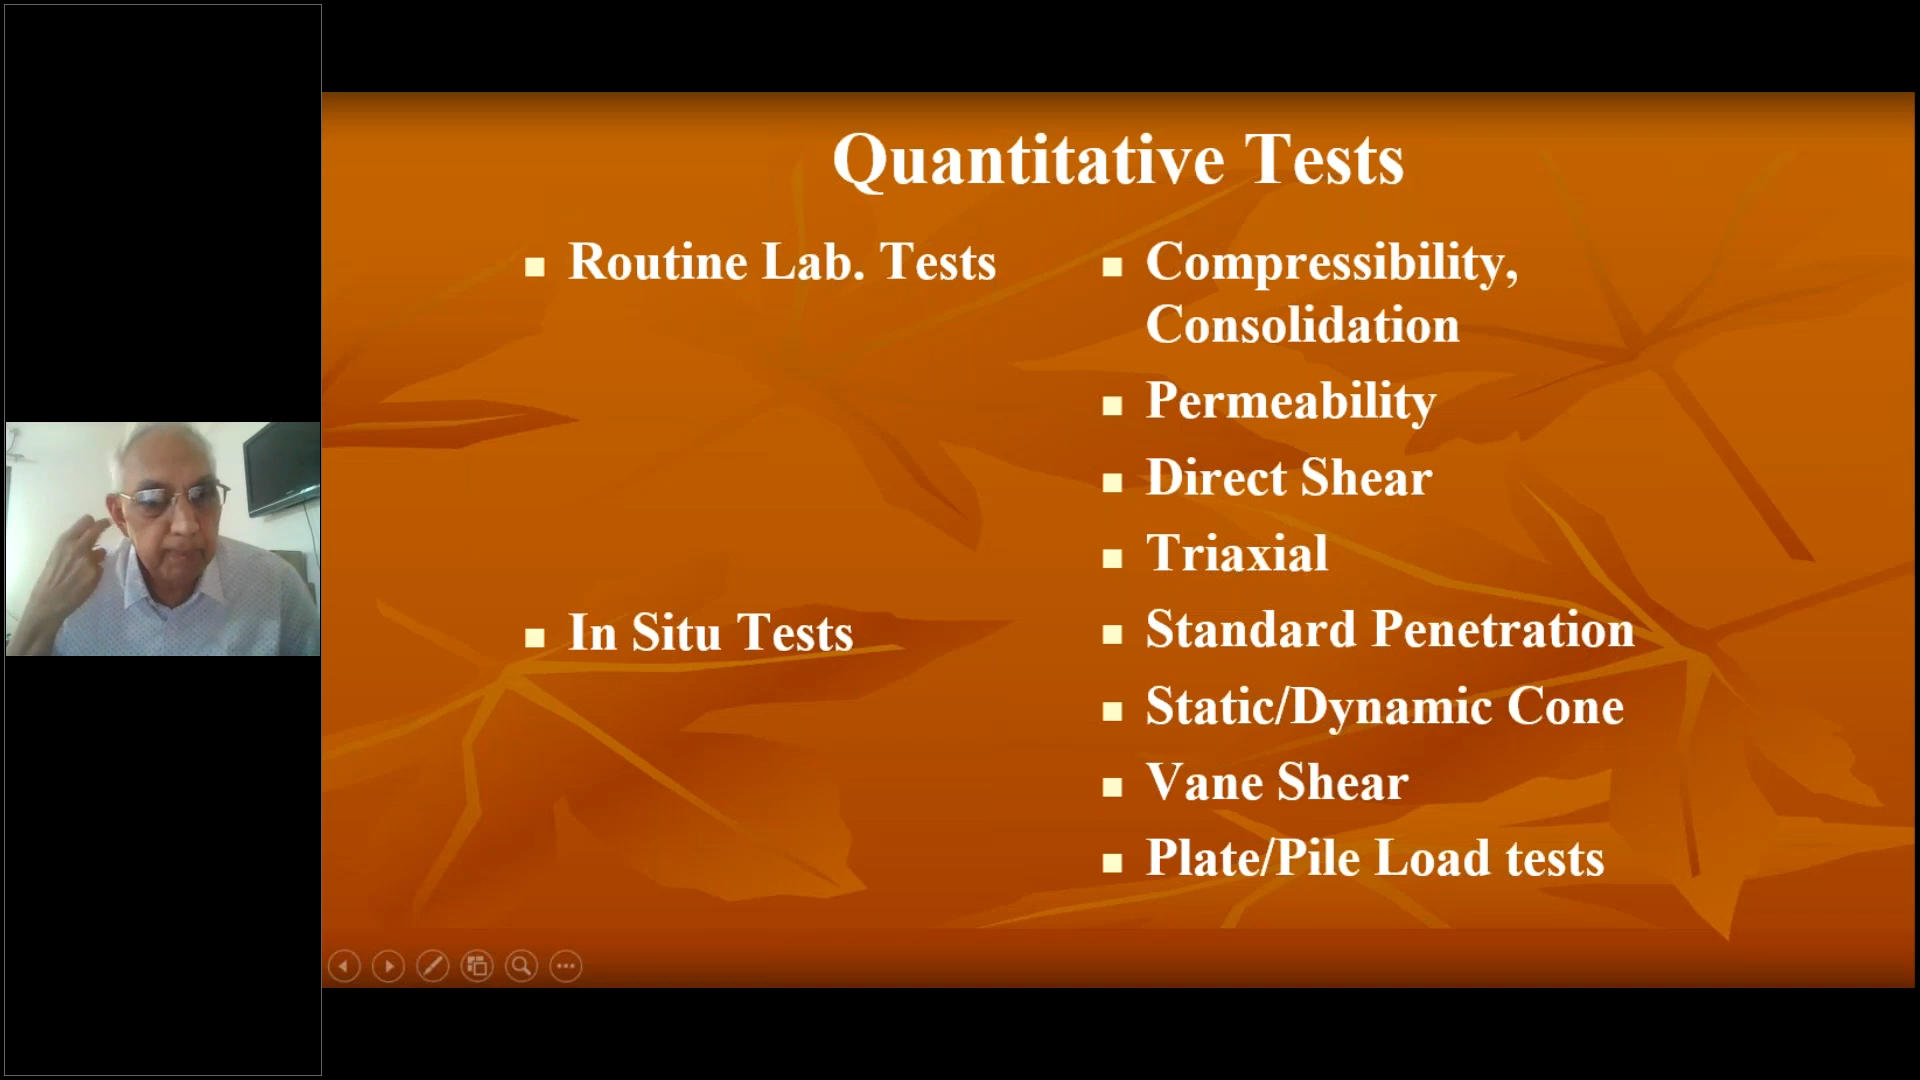 Quantitative Tests
Routine Lab. Tests
In Situ Tests
Compressibility,
Consolidation
Permeability
Direct Shear
Triaxial
Standard Penetration
Static/Dynamic Cone
Vane Shear
Plate/Pile Load tests